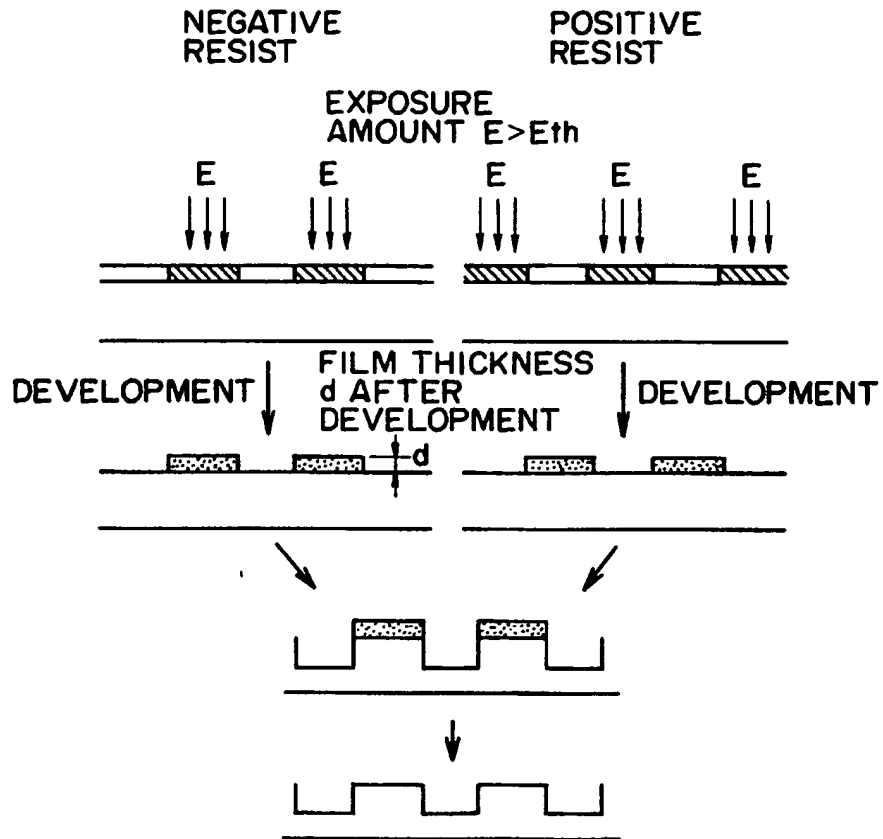 NEGATIVE
RESIST
POSITIVE
RESIST
EXPOSURE
AMOUNT E>Eth
E
E
E
E
E
DEVELOPMENT
FILM THICKNESS
d AFTER
DEVELOPMENT
DEVELOPMENT
d